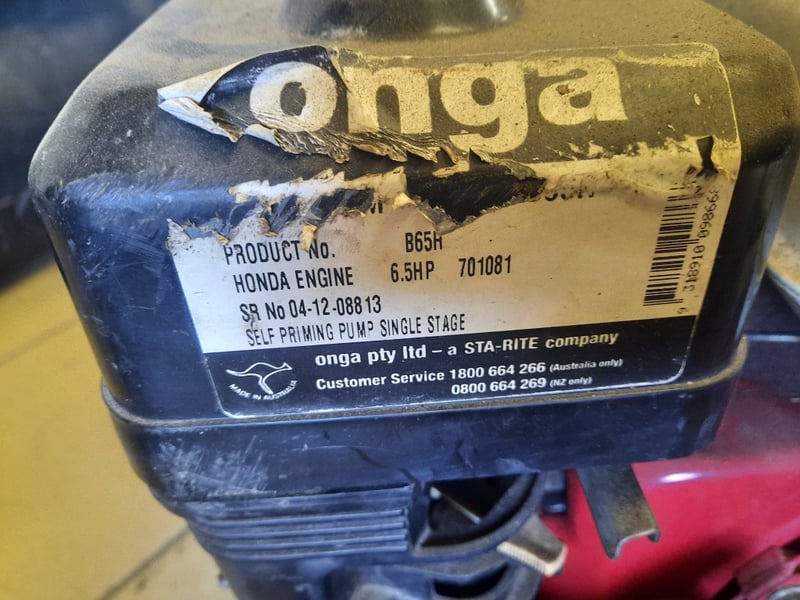 onga
PRODUCT No. B65H
HONDA ENGINE 6.5HP 701081
SR No 04-12-08813
SELF PRIMING PUMP SINGLE STAGE
onga pty ltd – a STA-RITE company
Customer Service 1800 664 266 (Australia only)
0800 664 269 (NZ only)
MADE IN AUSTRALIA